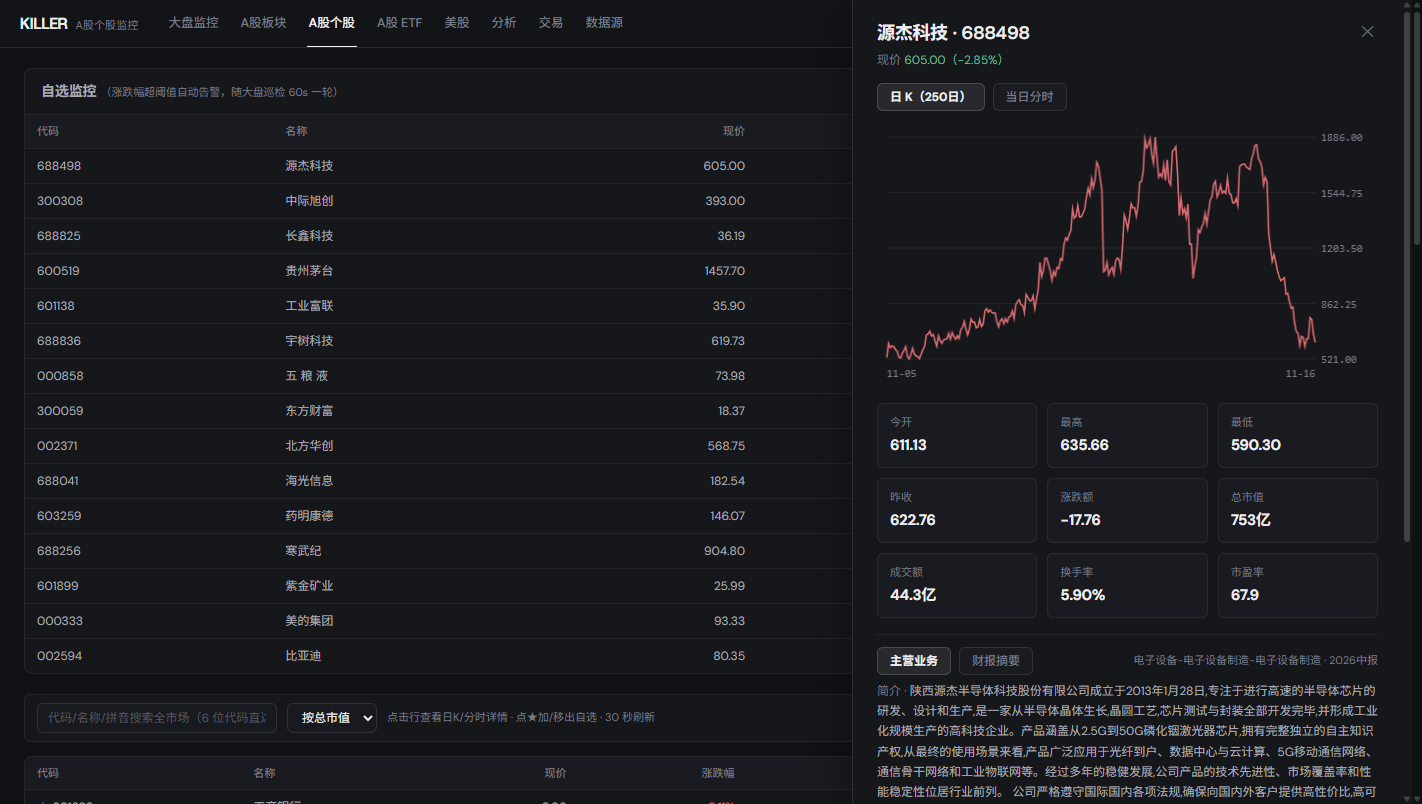 KILLER A股个股监控 大盘监控 A股板块 A股个股 A股 ETF 美股 分析 交易 数据源
自选监控 （涨跌幅超阈值自动告警，随大盘巡检 60s 一轮）
代码 名称 现价
688498 源杰科技 605.00
300308 中际旭创 393.00
688825 长鑫科技 36.19
600519 贵州茅台 1457.70
601138 工业富联 35.90
688836 宇树科技 619.73
000858 五 粮 液 73.98
300059 东方财富 18.37
002371 北方华创 568.75
688041 海光信息 182.54
603259 药明康德 146.07
688256 寒武纪 904.80
601899 紫金矿业 25.99
000333 美的集团 93.33
002594 比亚迪 80.35
代码/名称/拼音搜索全市场（6 位代码直达 按总市值 点击行查看日K/分时详情 · 点★加/移出自选 · 30 秒刷新
代码 名称 现价 涨跌幅
源杰科技 · 688498
现价 605.00（-2.85%）
日 K（250日） 当日分时
1886.00
1544.75
1203.50
862.25
521.00
11-05 11-16
今开 最高 最低
611.13 635.66 590.30
昨收 涨跌额 总市值
622.76 -17.76 753亿
成交额 换手率 市盈率
44.3亿 5.90% 67.9
主营业务 财报摘要 电子设备-电子设备制造-电子设备制造 · 2026中报
简介 · 陕西源杰半导体科技股份有限公司成立于2013年1月28日,专注于进行高速的半导体芯片的
研发、设计和生产,是一家从半导体晶体生长,晶圆工艺,芯片测试与封装全部开发完毕,并形成工业
化规模生产的高科技企业。产品涵盖从2.5G到50G磷化铟激光器芯片,拥有完整独立的自主知识
产权,从最终的使用场景来看,产品广泛应用于光纤到户、数据中心与云计算、5G移动通信网络、
通信骨干网络和工业物联网等。经过多年的稳健发展,公司产品的技术先进性、市场覆盖率和性
能稳定性位居行业前列。 公司严格遵守国际国内各项法规,确保向国内外客户提供高性价比,高可